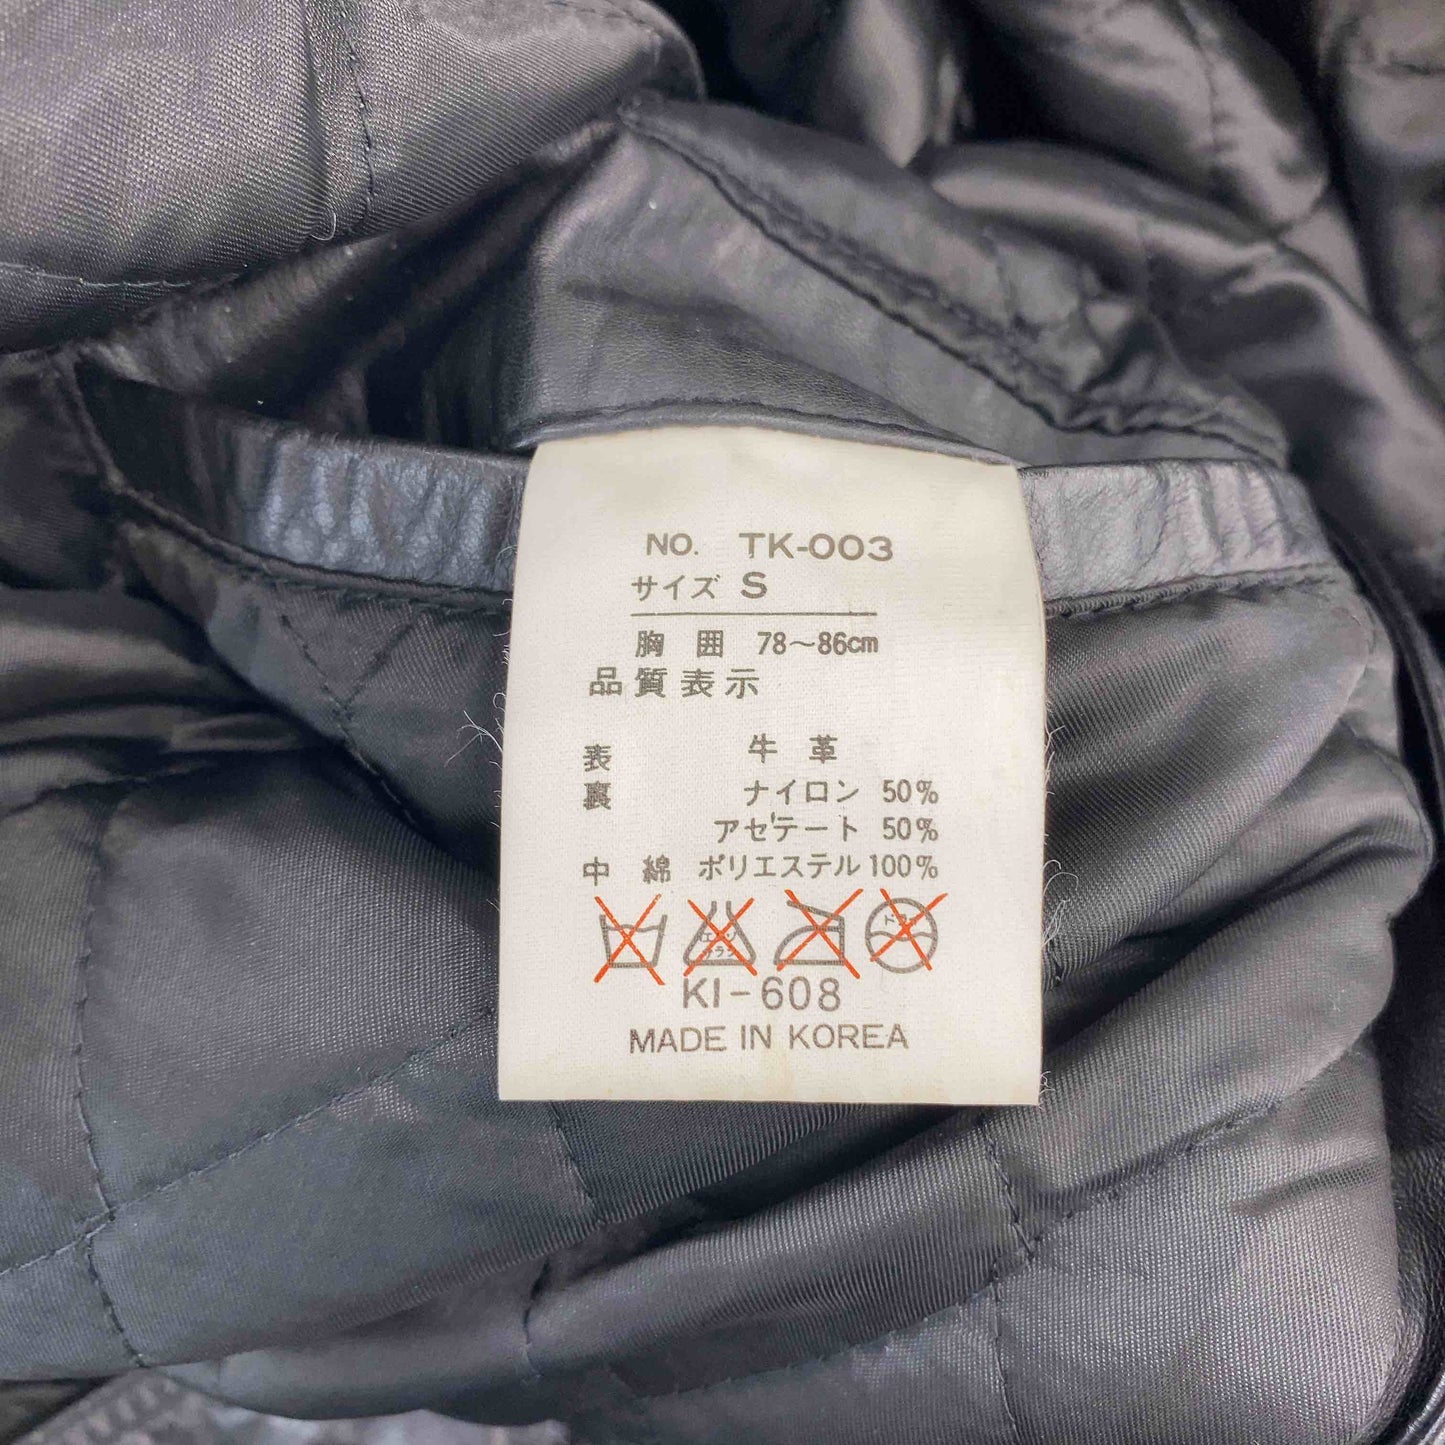 NO. TK-003
サイズ S
胸囲 78〜86cm
品質表示
表 牛革
裏 ナイロン 50%
アセテート 50%
中綿 ポリエステル 100%
KI-608
MADE IN KOREA